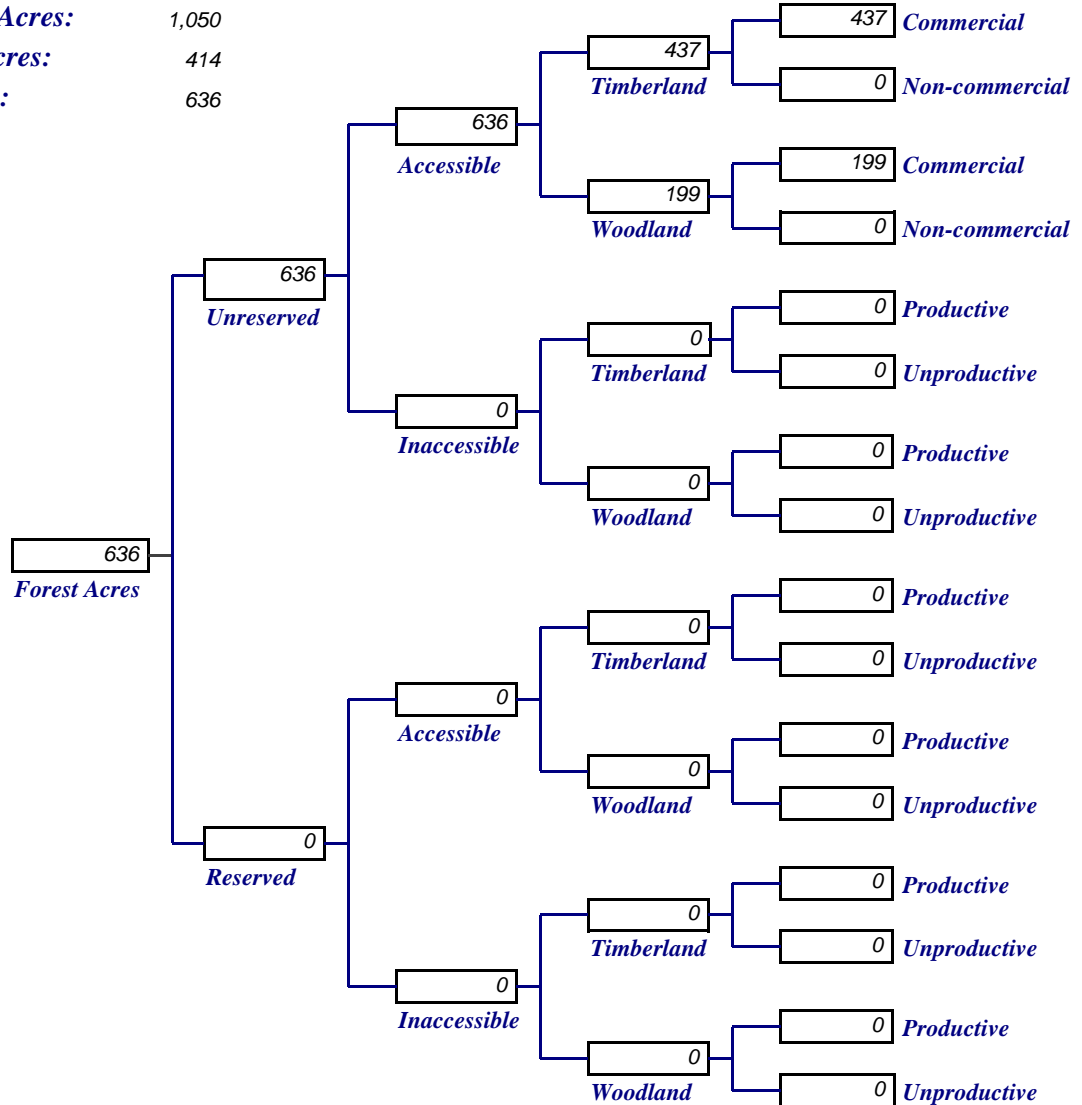 Acres: 1,050
cres: 414
: 636
437 Commercial
437
Timberland
0 Non-commercial
636
Accessible
199 Commercial
199
Woodland
0 Non-commercial
636
Unreserved
0 Productive
0
Timberland
0 Unproductive
0
Inaccessible
0 Productive
0
Woodland
0 Unproductive
636
Forest Acres
0 Productive
0
Timberland
0 Unproductive
0
Accessible
0 Productive
0
Woodland
0 Unproductive
0
Reserved
0 Productive
0
Timberland
0 Unproductive
0
Inaccessible
0 Productive
0
Woodland
0 Unproductive